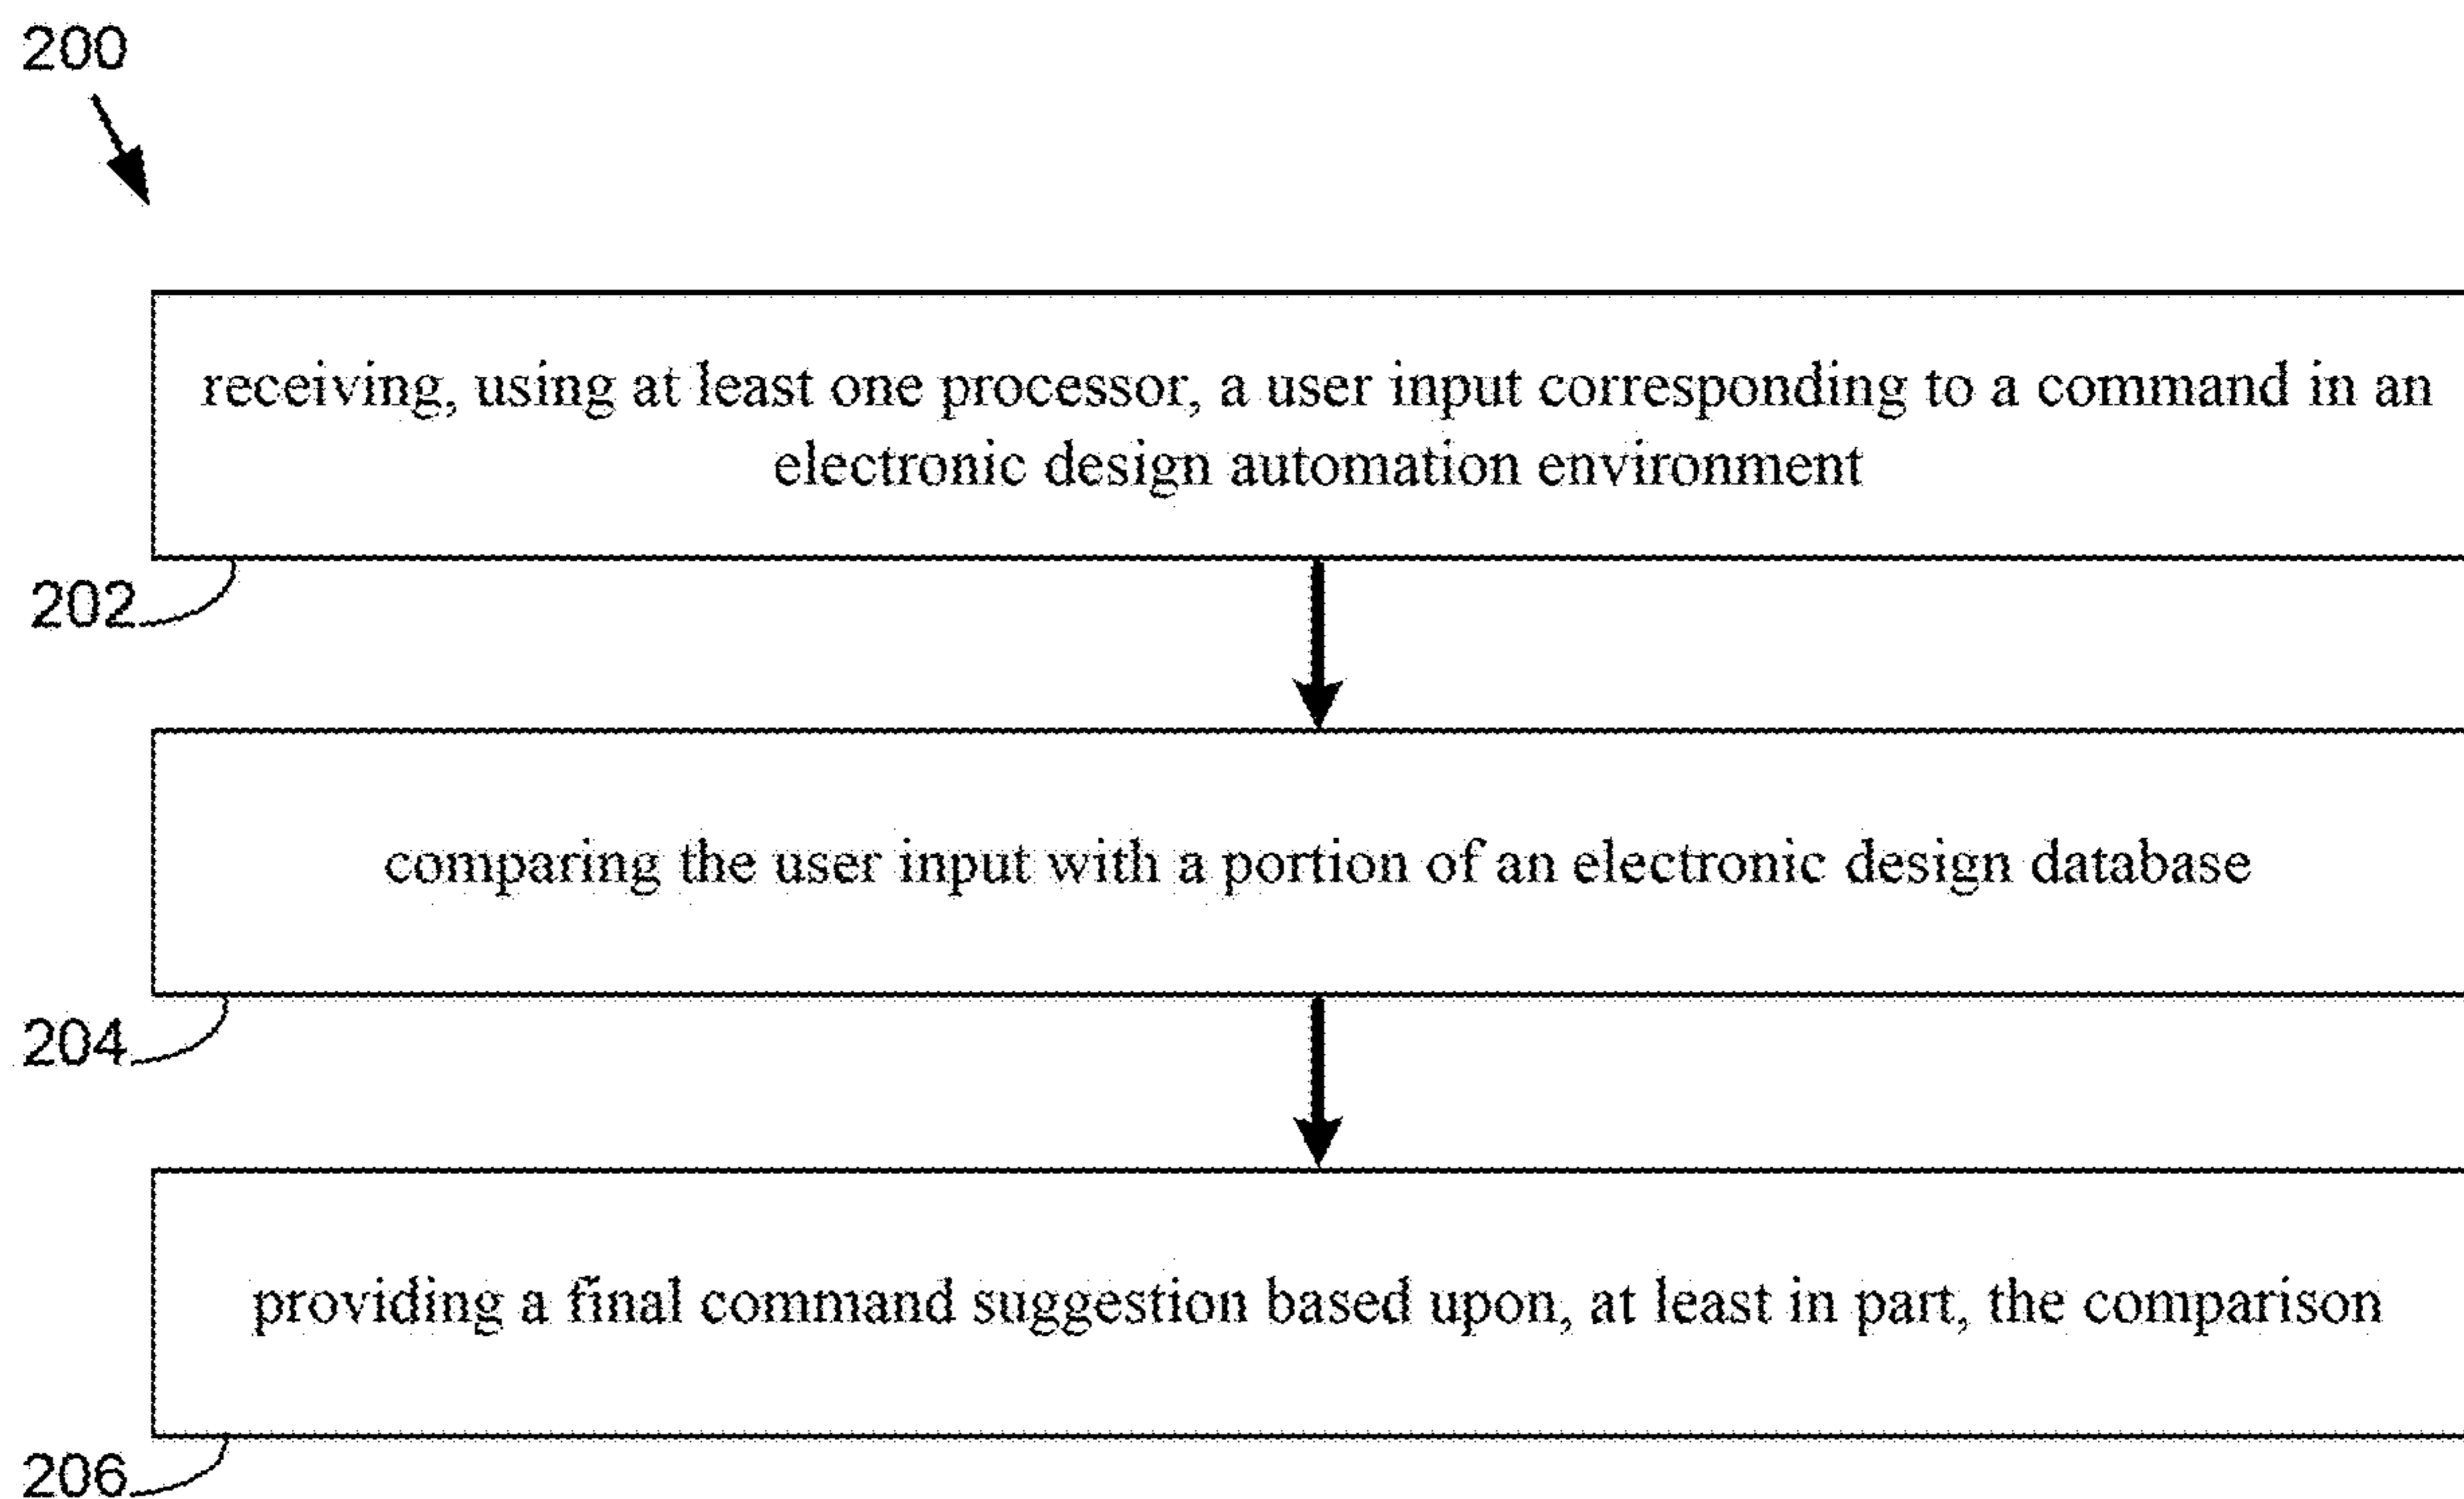 200
receiving, using at least one processor, a user input corresponding to a command in an
electronic design automation environment
202
comparing the user input with a portion of an electronic design database
204
providing a final command suggestion based upon, at least in part, the comparison
206